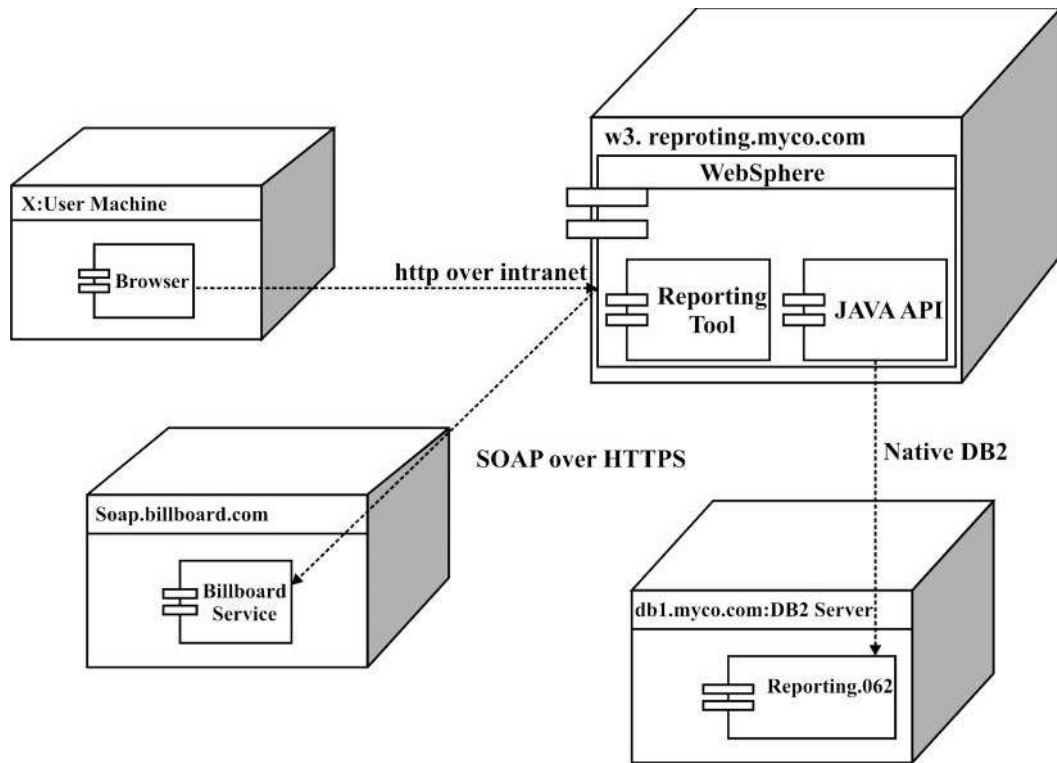 w3. reproting.myco.com
WebSphere
X:User Machine
Browser
http over intranet
Reporting
Tool
JAVA API
SOAP over HTTPS
Native DB2
Soap.billboard.com
Billboard
Service
db1.myco.com:DB2 Server
Reporting.062